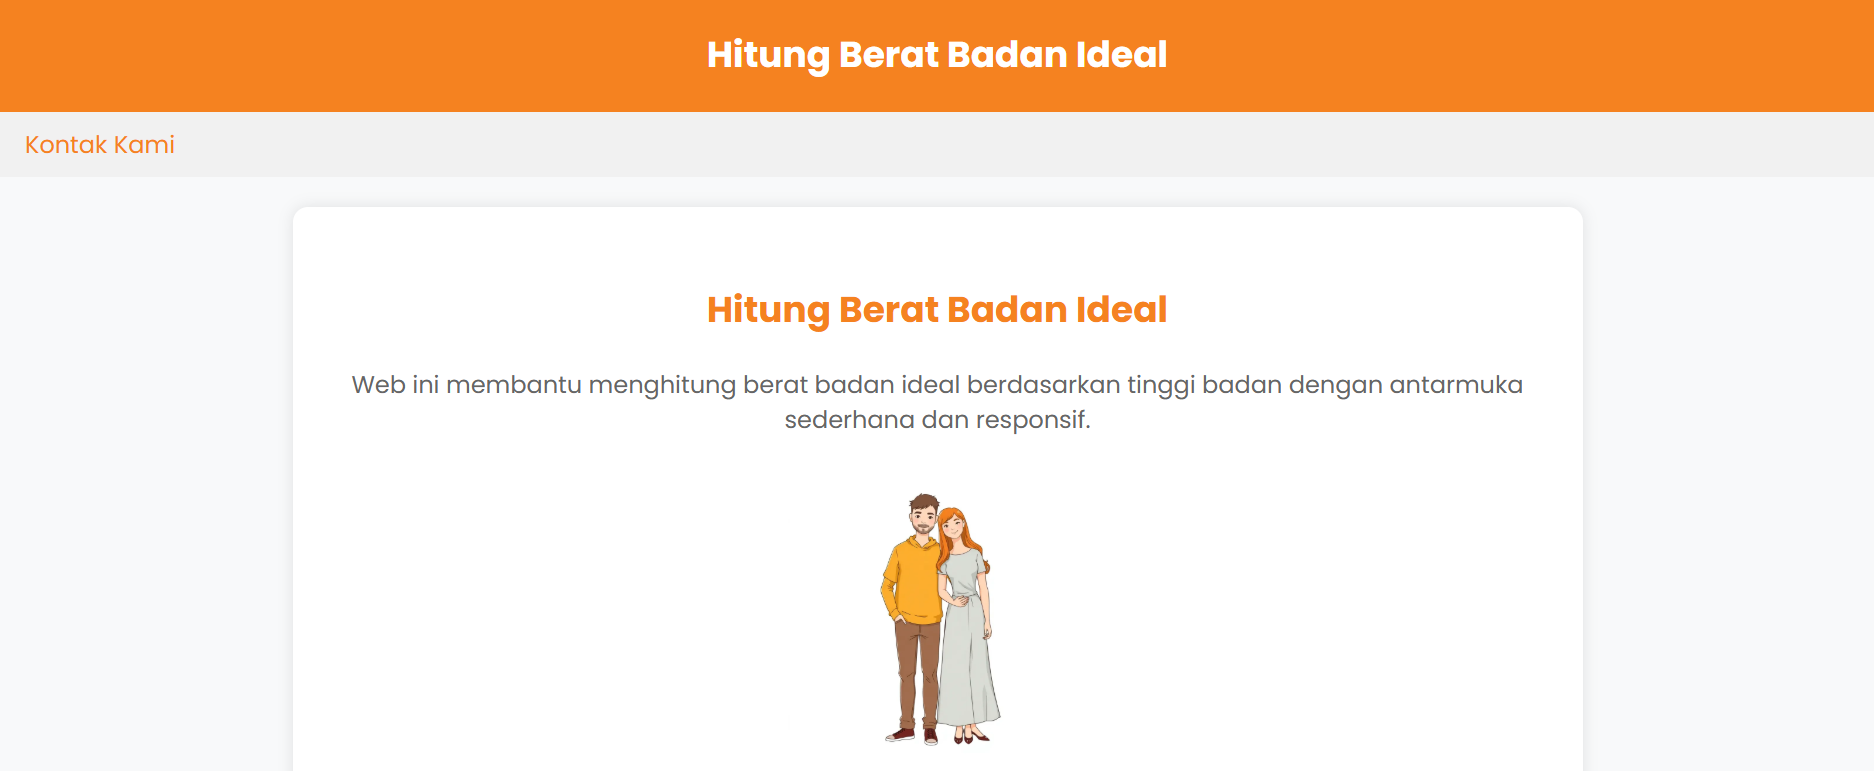 Hitung Berat Badan Ideal
Kontak Kami
Hitung Berat Badan Ideal
Web ini membantu menghitung berat badan ideal berdasarkan tinggi badan dengan antarmuka
sederhana dan responsif.